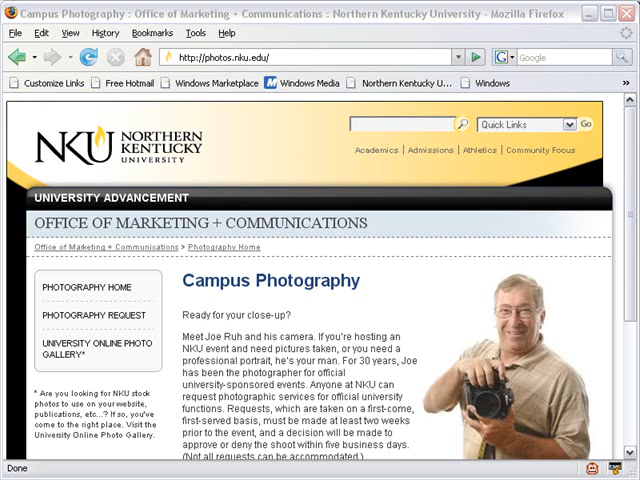 Campus Photography : Office of Marketing + Communications : Northern Kentucky University - Mozilla Firefox
File Edit View History Bookmarks Tools Help
http://photos.nku.edu/
Google
Customize Links Free Hotmail Windows Marketplace Windows Media Northern Kentucky U... Windows
NKU NORTHERN
KENTUCKY
UNIVERSITY
Quick Links Go
Academics | Admissions | Athletics | Community Focus
UNIVERSITY ADVANCEMENT
OFFICE OF MARKETING + COMMUNICATIONS
Office of Marketing + Communications > Photography Home
PHOTOGRAPHY HOME
PHOTOGRAPHY REQUEST
UNIVERSITY ONLINE PHOTO
GALLERY*
* Are you looking for NKU stock
photos to use on your website,
publications, etc...? If so, you've
come to the right place. Visit the
University Online Photo Gallery.
Campus Photography
Ready for your close-up?
Meet Joe Ruh and his camera. If you're hosting an
NKU event and need pictures taken, or you need a
professional portrait, he's your man. For 30 years, Joe
has been the photographer for official
university-sponsored events. Anyone at NKU can
request photographic services for official university
functions. Requests, which are taken on a first-come,
first-served basis, must be made at least two weeks
prior to the event, and a decision will be made to
approve or deny the shoot within five business days.
(Not all requests can be accommodated.)
Done